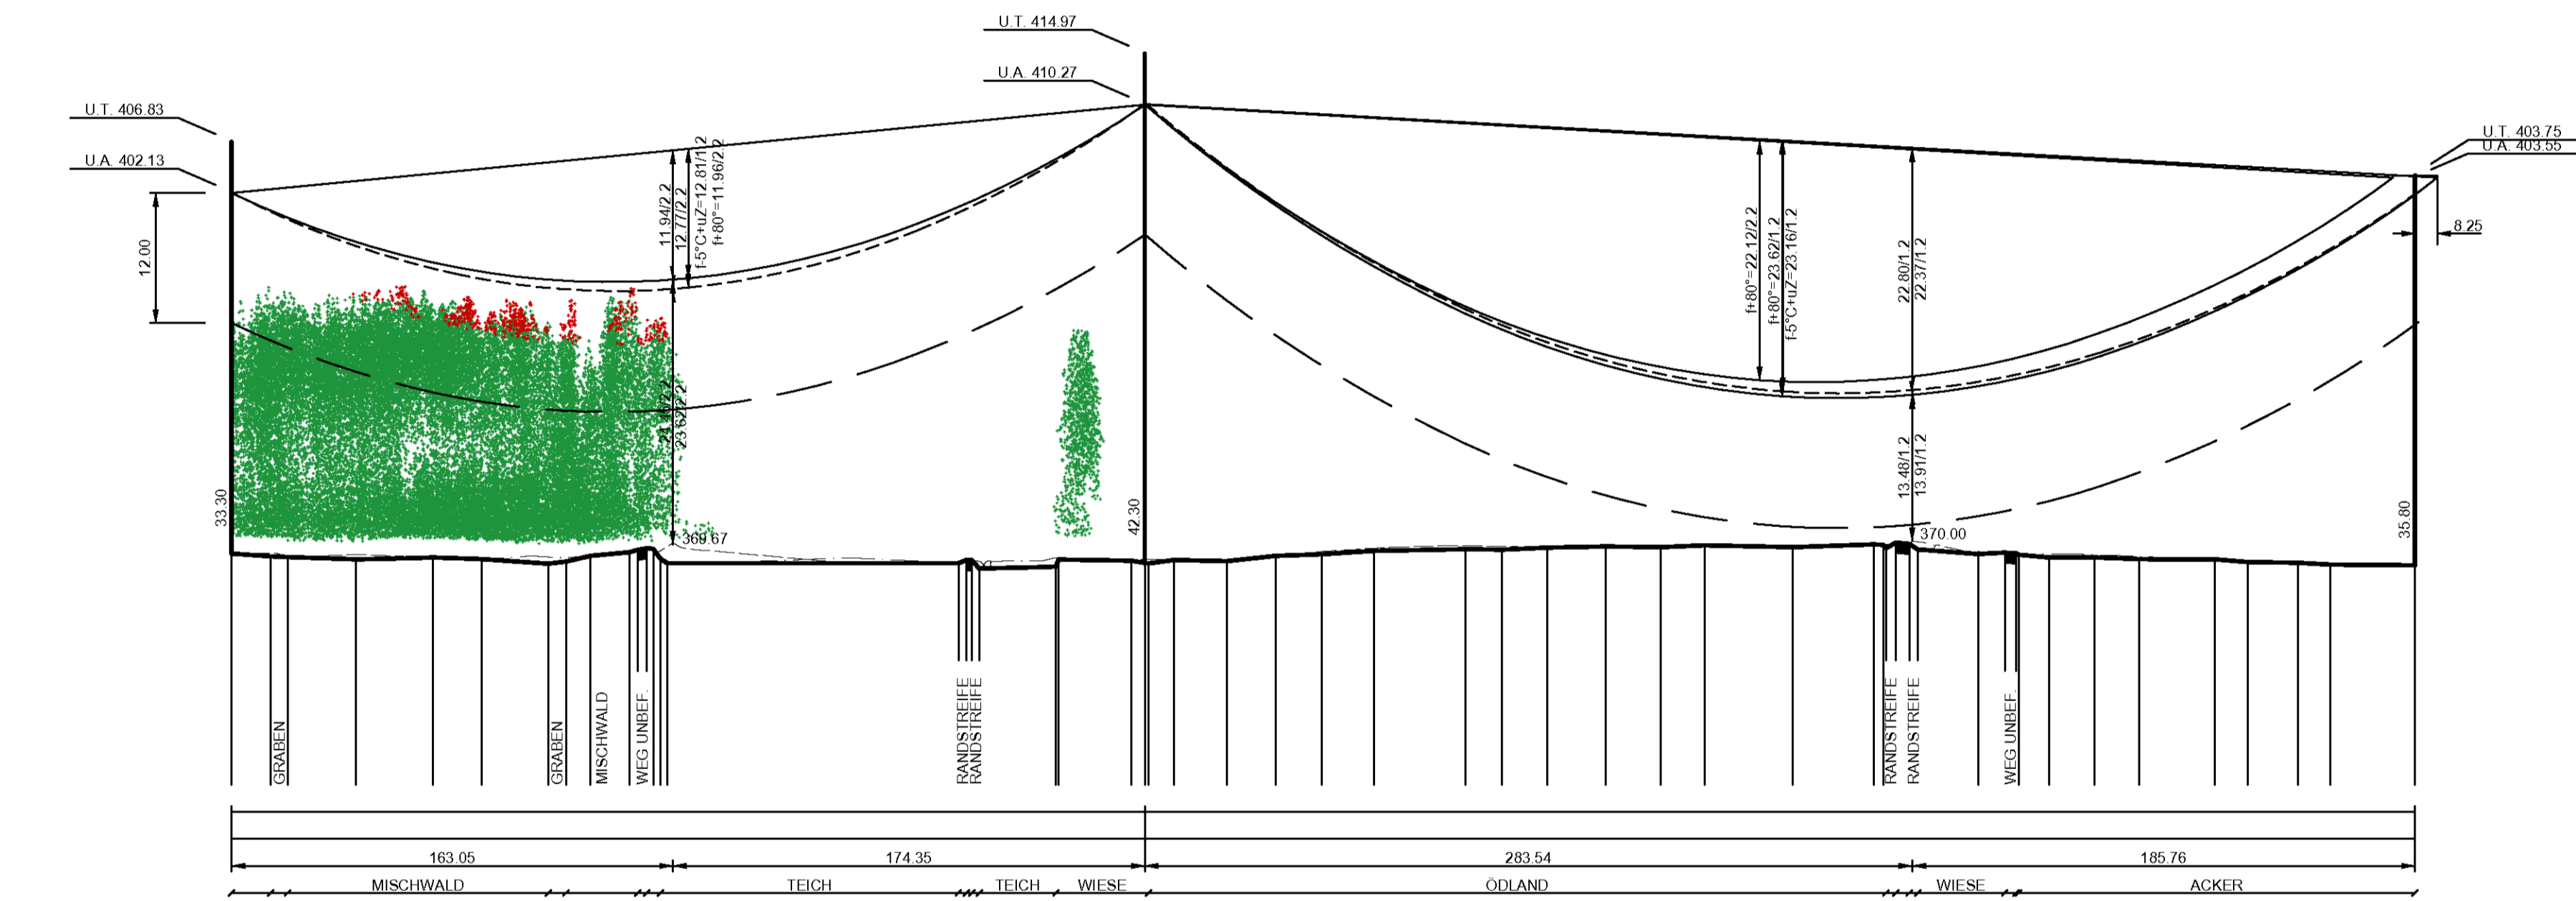 U.T. 414.97
U.A. 410.27
U.T. 406.83
U.A. 402.13
U.T. 403.75
U.A. 403.55
12.00
11.94/2.2
12.77/2.2
f-5°C+uZ=12.81/1.2
f+80°=11.96/2.2
f+80°=22.12/2.2
f+80°=23.62/1.2
f-5°C+uZ=23.16/1.2
22.80/1.2
22.37/1.2
8.25
23.62/2.2
13.48/1.2
13.91/1.2
33.30
42.30
35.80
369.67
370.00
GRABEN
GRABEN
MISCHWALD
WEG UNBEF.
RANDSTREIFE
RANDSTREIFE
RANDSTREIFE
RANDSTREIFE
WEG UNBEF.
163.05
174.35
283.54
185.76
MISCHWALD
TEICH
TEICH
WIESE
ÖDLAND
WIESE
ACKER